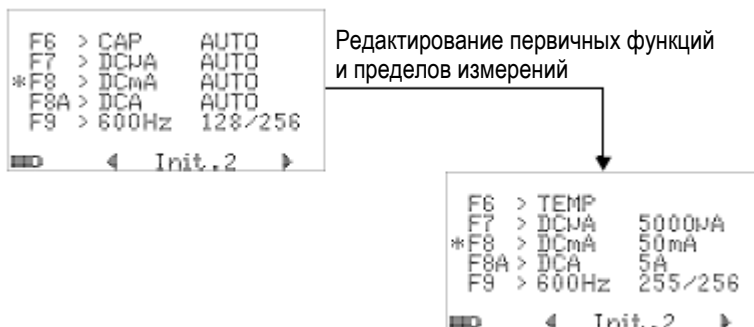 F6 > CAP AUTO
F7 > DCµA AUTO
*F8 > DCmA AUTO
F8A > DCA AUTO
F9 > 600Hz 128/256
◀ Init..2 ▶
Редактирование первичных функций
и пределов измерений
F6 > TEMP
F7 > DCµA 5000µA
*F8 > DCmA 50mA
F8A > DCA 5A
F9 > 600Hz 255/256
◀ Init..2 ▶